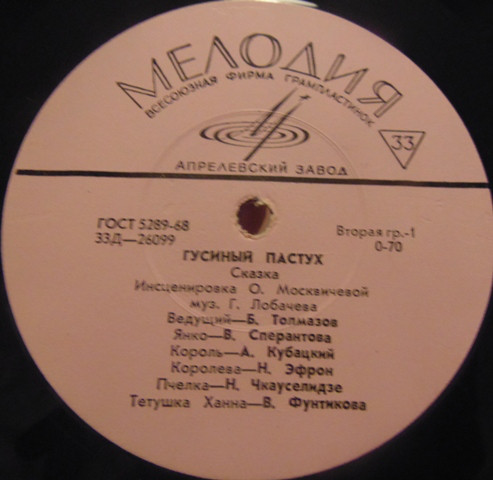 МЕЛОДИЯ
ВСЕСОЮЗНАЯ ФИРМА ГРАМПЛАСТИНОК
33
АПРЕЛЕВСКИЙ ЗАВОД
ГОСТ 5289-68
33Д—26099
Вторая гр.-1
0-70
ГУСИНЫЙ ПАСТУХ
Сказка
Инсценировка О. Москвичевой
муз. Г. Лобачева
Ведущий—Б. Толмазов
Янко—В. Сперантова
Король—А. Кубацкий
Королева—Н. Эфрон
Пчелка—Н. Чкауселидзе
Тетушка Ханна—В. Фунтикова